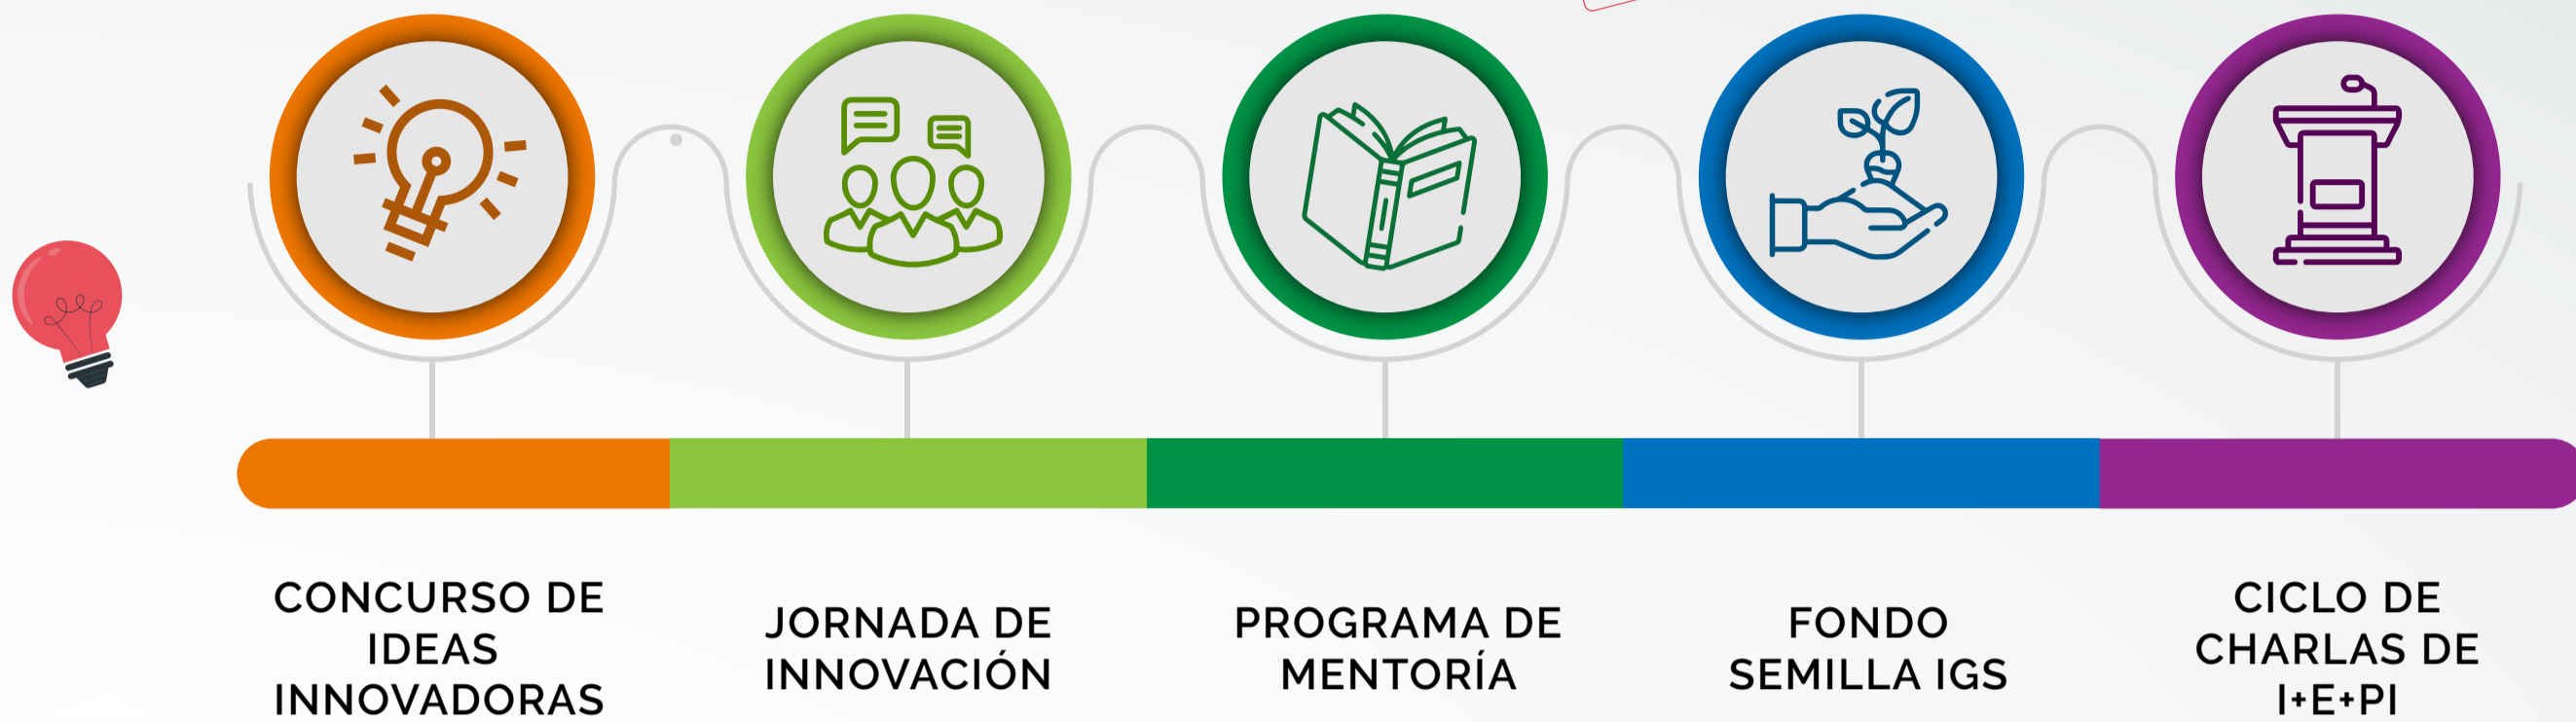 CONCURSO DE
IDEAS
INNOVADORAS
JORNADA DE
INNOVACIÓN
PROGRAMA DE
MENTORÍA
FONDO
SEMILLA IGS
CICLO DE
CHARLAS DE
I+E+PI